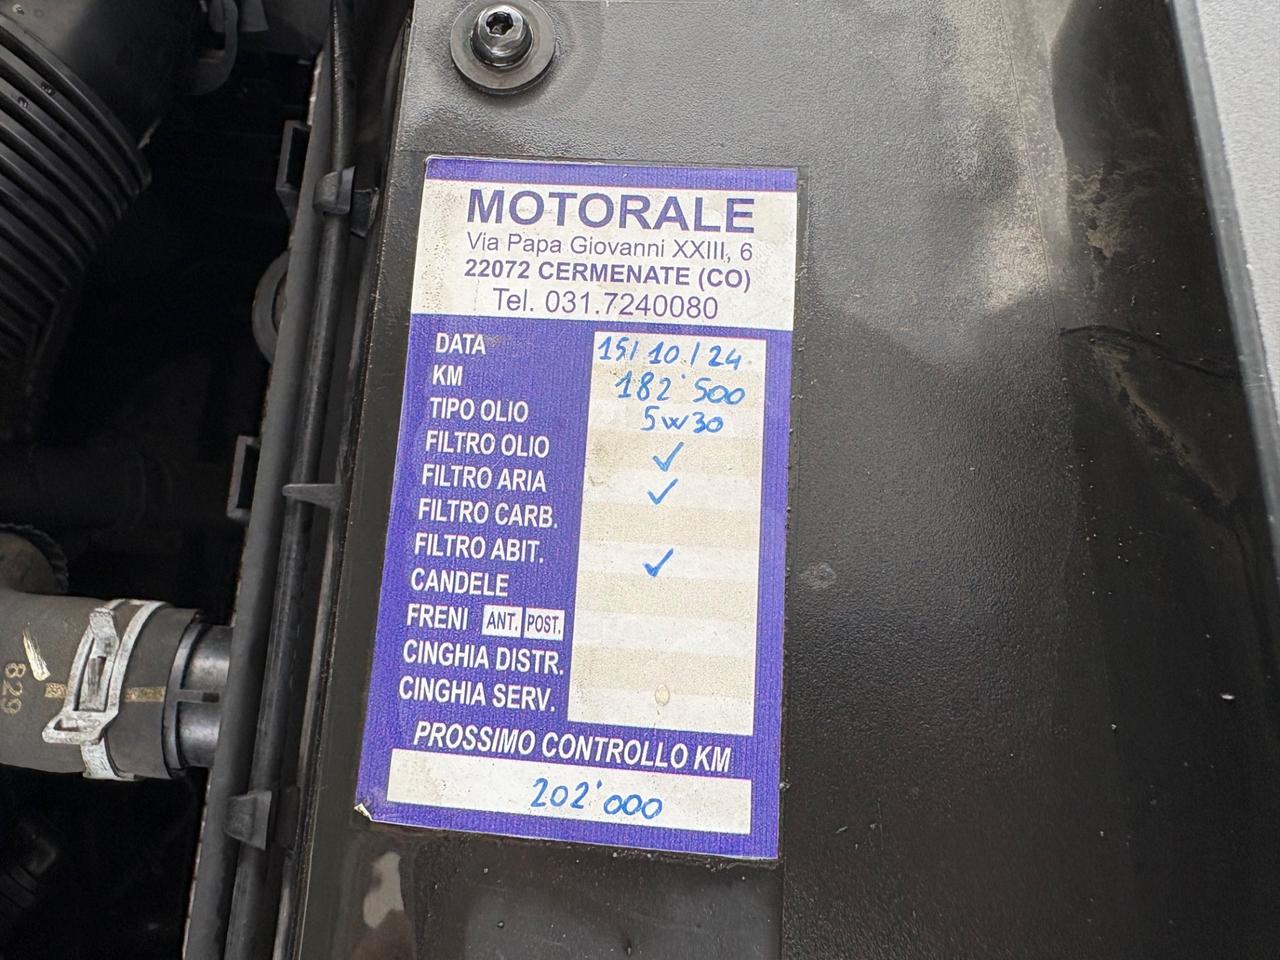 MOTORALE
Via Papa Giovanni XXIII, 6
22072 CERMENATE (CO)
Tel. 031.7240080
DATA 15/10/24
KM 182'500
TIPO OLIO 5W30
FILTRO OLIO ✓
FILTRO ARIA ✓
FILTRO CARB.
FILTRO ABIT. ✓
CANDELE
FRENI ANT. POST.
CINGHIA DISTR.
CINGHIA SERV.
PROSSIMO CONTROLLO KM
202'000
829